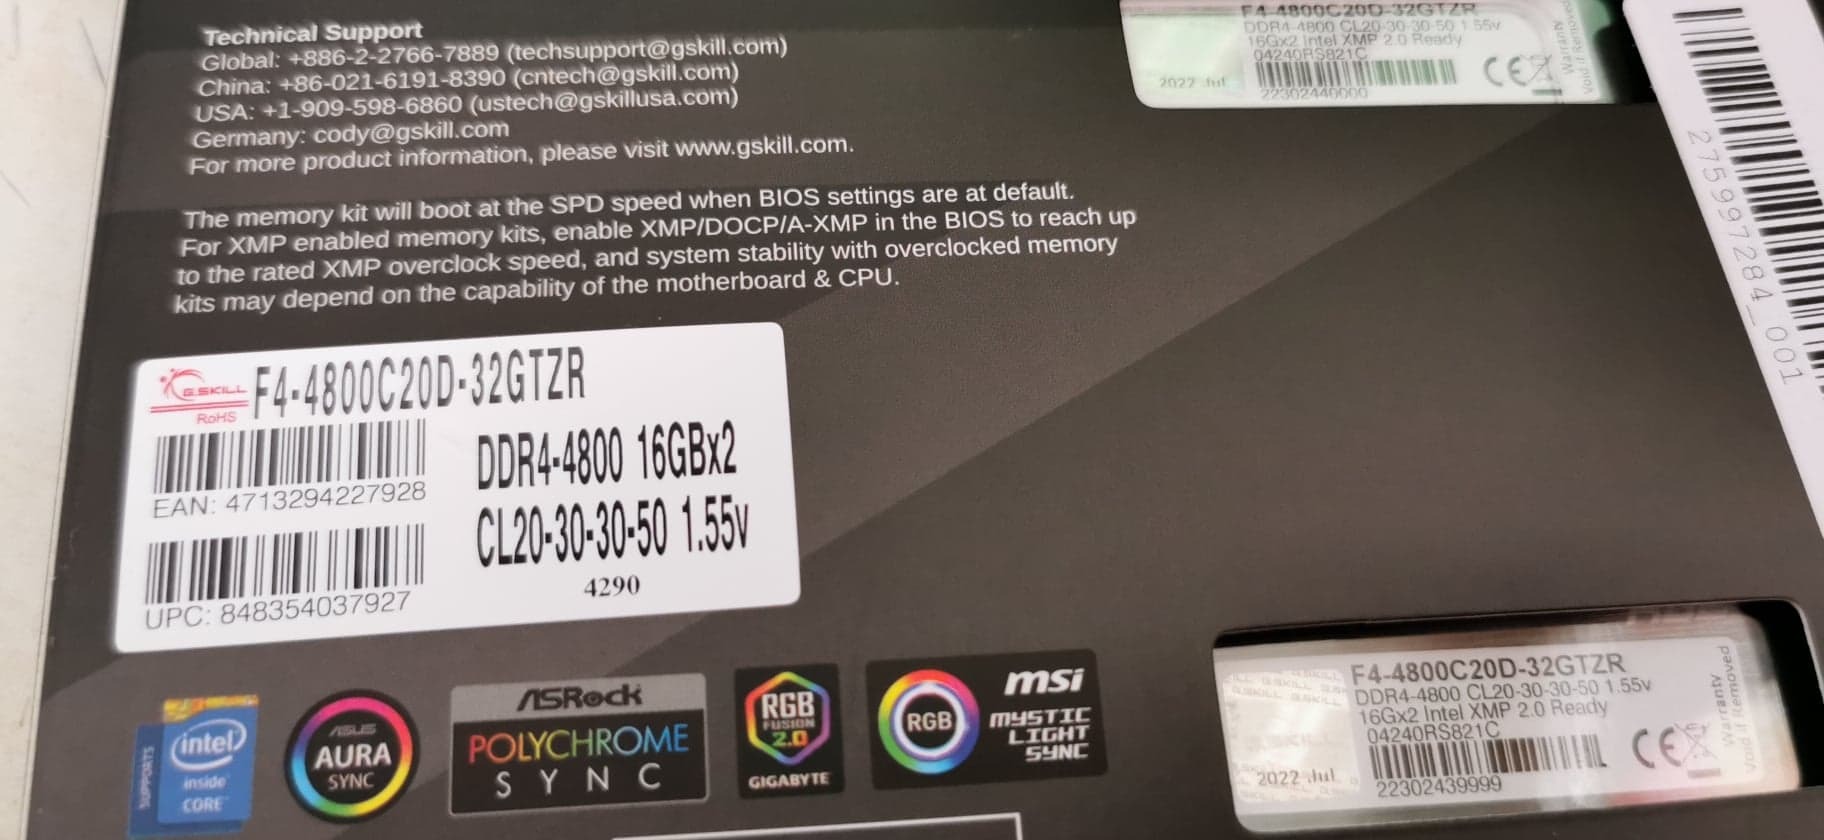 Technical Support
Global: +886-2-2766-7889 (techsupport@gskill.com)
China: +86-021-6191-8390 (cntech@gskill.com)
USA: +1-909-598-6860 (ustech@gskillusa.com)
Germany: cody@gskill.com
For more product information, please visit www.gskill.com.
The memory kit will boot at the SPD speed when BIOS settings are at default.
For XMP enabled memory kits, enable XMP/DOCP/A-XMP in the BIOS to reach up
to the rated XMP overclock speed, and system stability with overclocked memory
kits may depend on the capability of the motherboard & CPU.
F4-4800C20D-32GTZR
DDR4-4800 CL20-30-30-50 1.55v
16Gx2 Intel XMP 2.0 Ready
04240RS821C
2022 Jul
22302440000
Warranty
Void if Removed
275997284_001
G.SKILL
RoHS
F4-4800C20D-32GTZR
EAN: 4713294227928
UPC: 848354037927
DDR4-4800 16GBx2
CL20-30-30-50 1.55v
4290
SUPPORTS
intel
inside
CORE
ASUS
AURA
SYNC
ASRock
POLYCHROME
SYNC
RGB
FUSION
2.0
GIGABYTE
RGB
msi
MYSTIC
LIGHT
SYNC
F4-4800C20D-32GTZR
DDR4-4800 CL20-30-30-50 1.55v
16Gx2 Intel XMP 2.0 Ready
04240RS821C
2022 Jul
22302439999
Warranty
Void if Removed